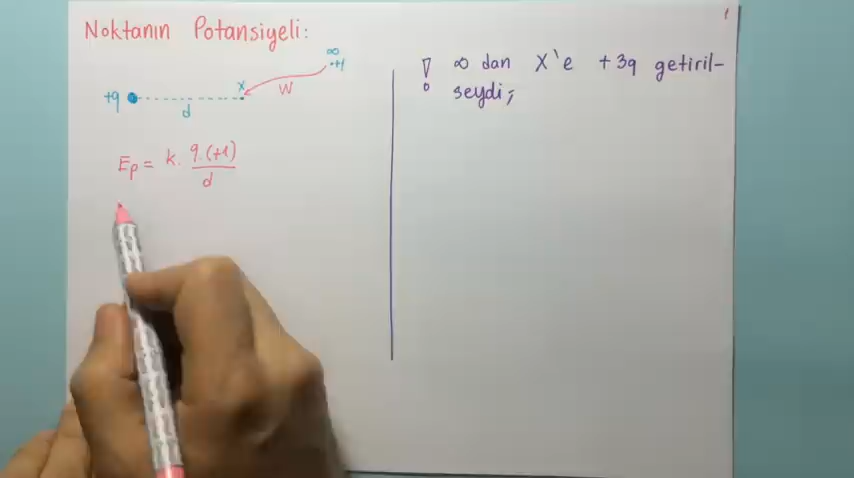 Noktanın Potansiyeli:
∞
+1
X
W
+q
d
Ep = k. q.(+1)
d
! ∞ dan X'e +3q getiril-
seydi;